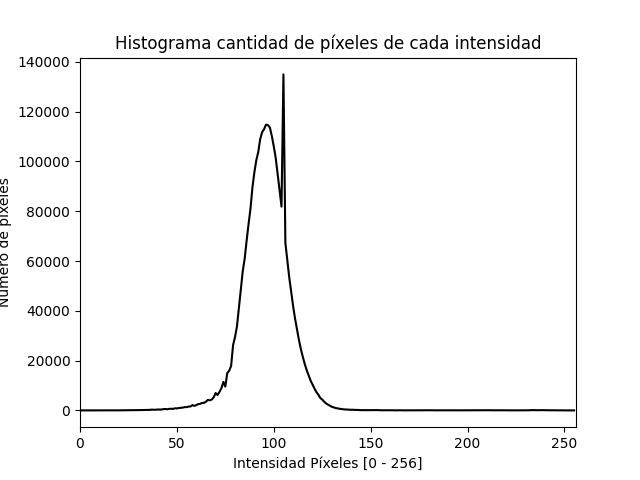 Histograma cantidad de píxeles de cada intensidad
140000
120000
100000
80000
60000
40000
20000
0
Número de píxeles
0 50 100 150 200 250
Intensidad Píxeles [0 - 256]